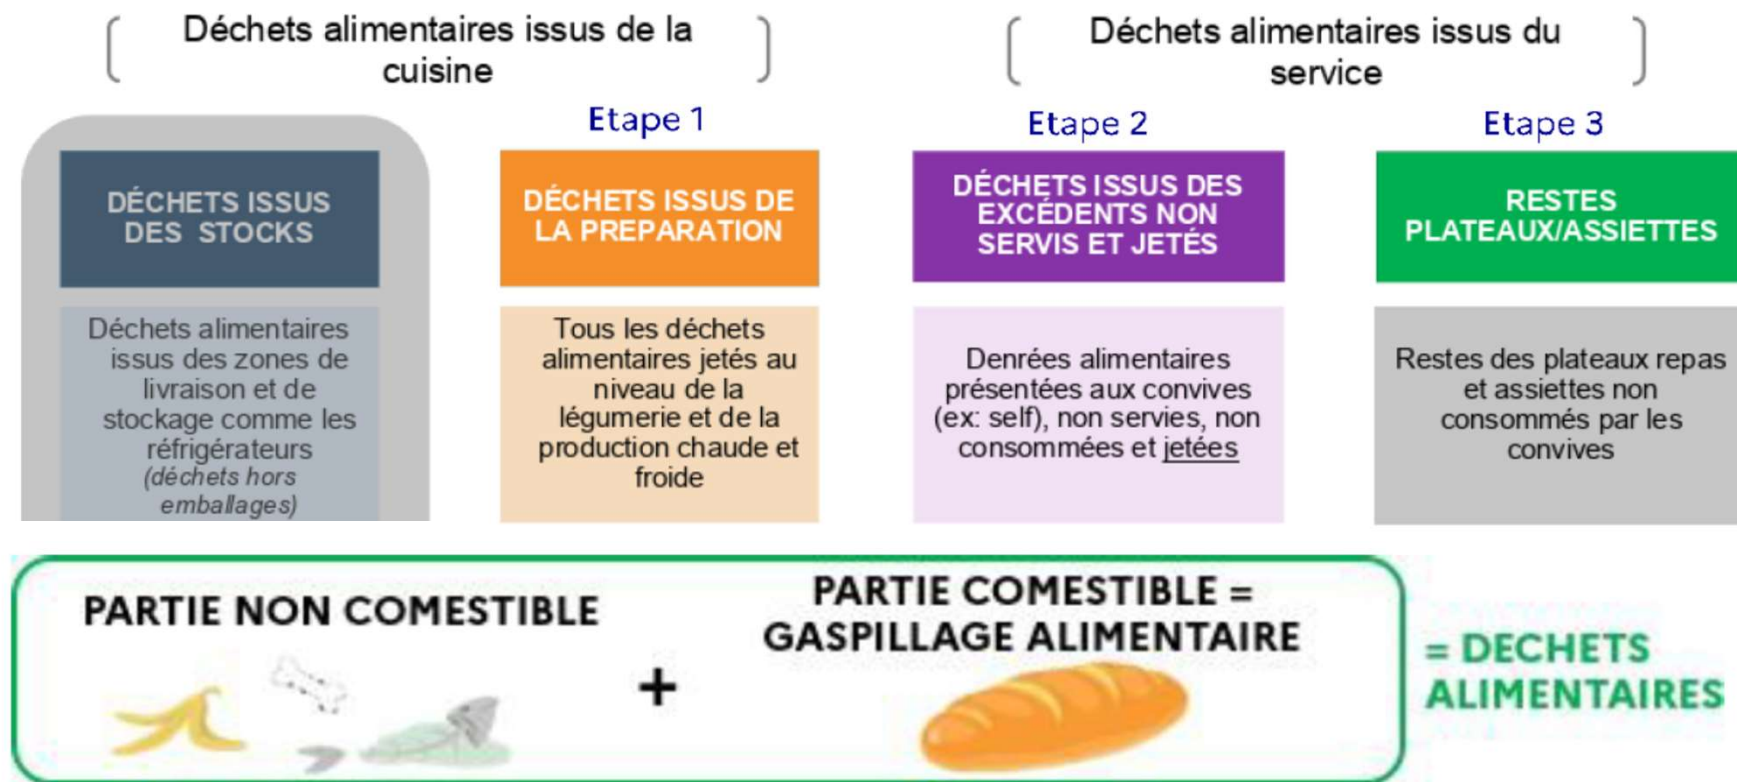 Déchets alimentaires issus de la
cuisine
Déchets alimentaires issus du
service
Etape 1
Etape 2
Etape 3
DÉCHETS ISSUS
DES STOCKS
DÉCHETS ISSUS DE
LA PREPARATION
DÉCHETS ISSUS DES
EXCÉDENTS NON
SERVIS ET JETÉS
RESTES
PLATEAUX/ASSIETTES
Déchets alimentaires
issus des zones de
livraison et de
stockage comme les
réfrigérateurs
(déchets hors
emballages)
Tous les déchets
alimentaires jetés au
niveau de la
légumerie et de la
production chaude et
froide
Denrées alimentaires
présentées aux convives
(ex: self), non servies, non
consommées et jetées
Restes des plateaux repas
et assiettes non
consommés par les
convives
PARTIE NON COMESTIBLE
+
PARTIE COMESTIBLE =
GASPILLAGE ALIMENTAIRE
= DECHETS
ALIMENTAIRES